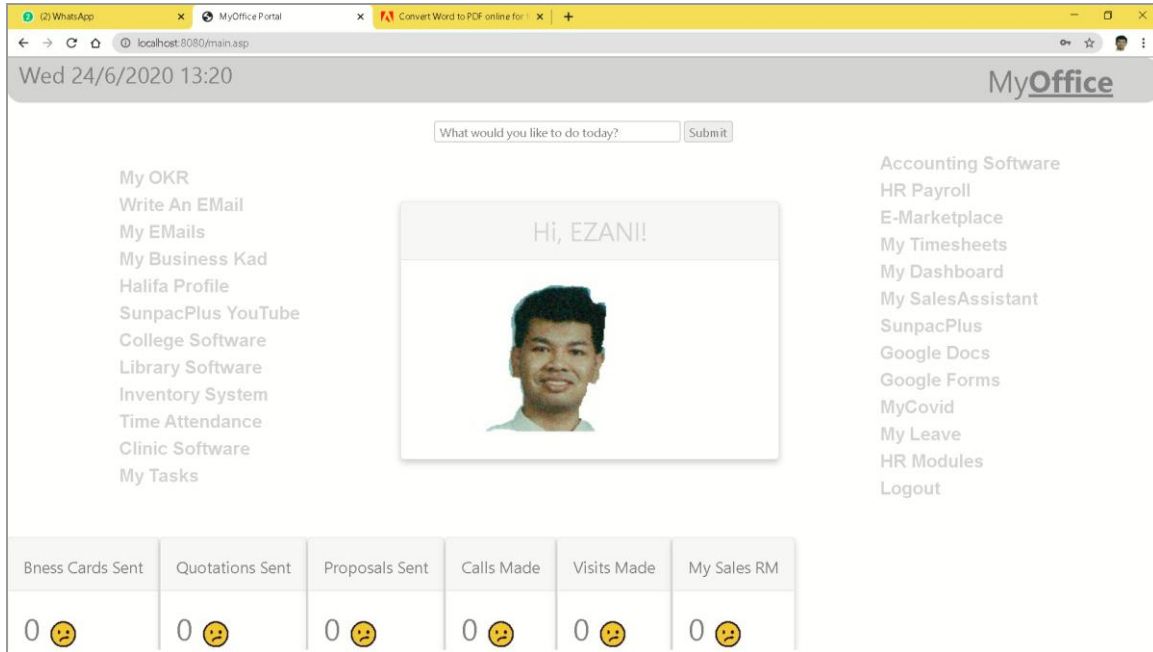 (2) WhatsApp
MyOffice Portal
Convert Word to PDF online for
localhost:8080/main.asp
Wed 24/6/2020 13:20
MyOffice
What would you like to do today?
Submit
My OKR
Write An EMail
My EMails
My Business Kad
Halifa Profile
SunpacPlus YouTube
College Software
Library Software
Inventory System
Time Attendance
Clinic Software
My Tasks
Hi, EZANI!
Accounting Software
HR Payroll
E-Marketplace
My Timesheets
My Dashboard
My SalesAssistant
SunpacPlus
Google Docs
Google Forms
MyCovid
My Leave
HR Modules
Logout
Bness Cards Sent
Quotations Sent
Proposals Sent
Calls Made
Visits Made
My Sales RM
0
0
0
0
0
0